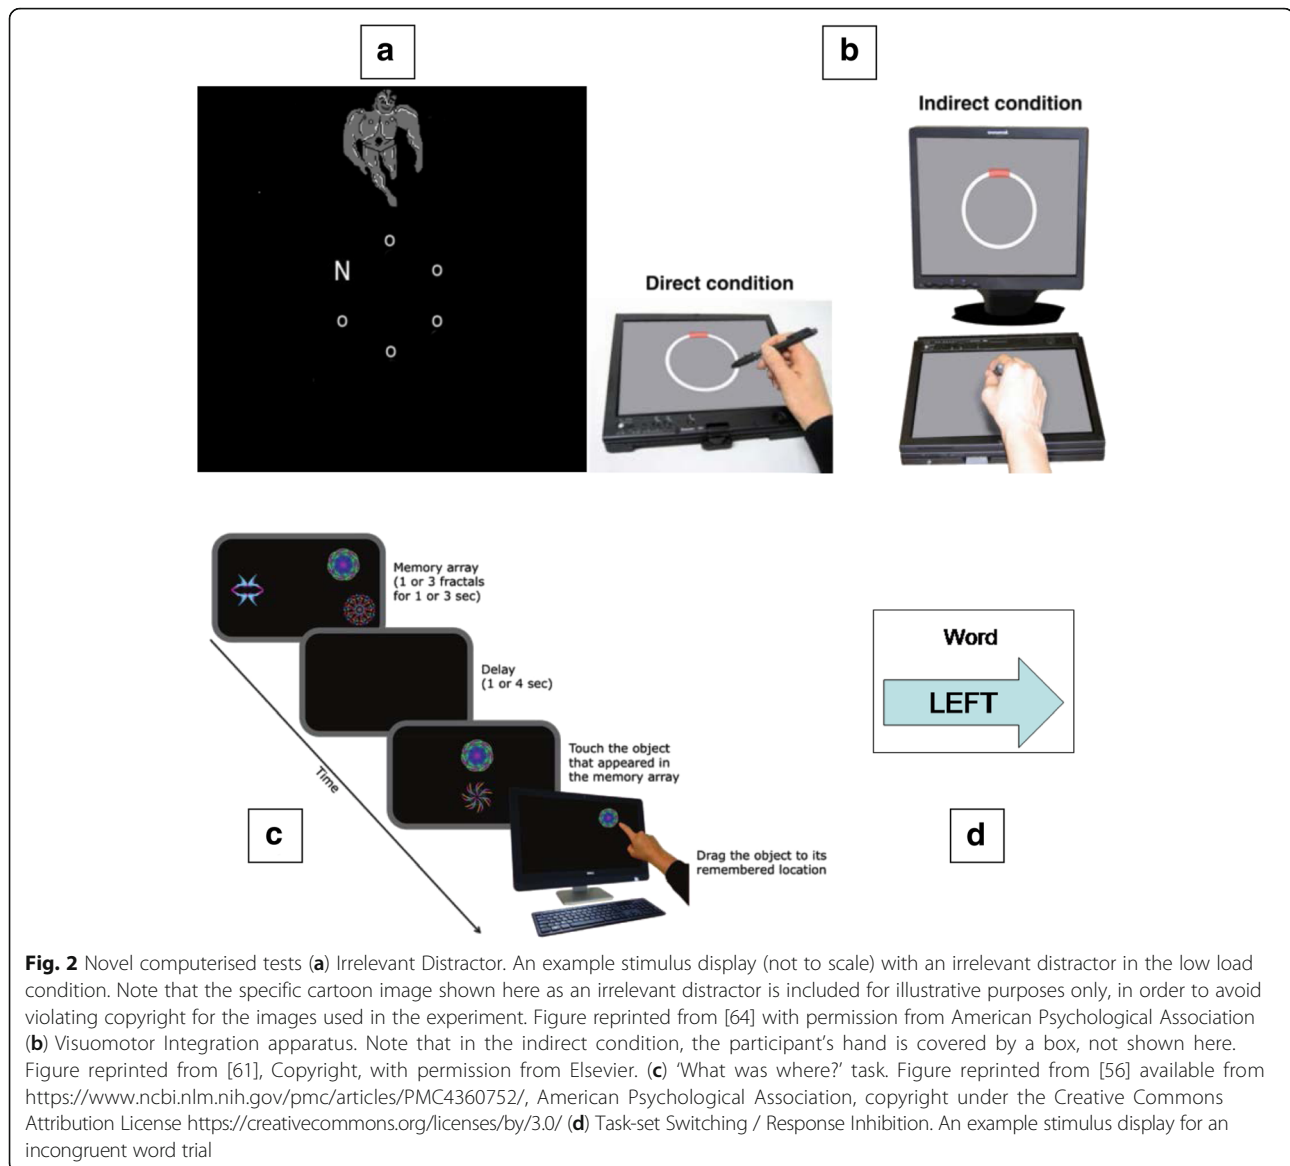 a
b
Indirect condition
o
N
o
o
o
o
Direct condition
Memory array
(1 or 3 fractals
for 1 or 3 sec)
Delay
(1 or 4 sec)
Touch the object
that appeared in
the memory array
Time
Drag the object to its
remembered location
c
Word
LEFT
d
Fig. 2 Novel computerised tests (a) Irrelevant Distractor. An example stimulus display (not to scale) with an irrelevant distractor in the low load
condition. Note that the specific cartoon image shown here as an irrelevant distractor is included for illustrative purposes only, in order to avoid
violating copyright for the images used in the experiment. Figure reprinted from [64] with permission from American Psychological Association
(b) Visuomotor Integration apparatus. Note that in the indirect condition, the participant's hand is covered by a box, not shown here.
Figure reprinted from [61], Copyright, with permission from Elsevier. (c) 'What was where?' task. Figure reprinted from [56] available from
https://www.ncbi.nlm.nih.gov/pmc/articles/PMC4360752/, American Psychological Association, copyright under the Creative Commons
Attribution License https://creativecommons.org/licenses/by/3.0/ (d) Task-set Switching / Response Inhibition. An example stimulus display for an
incongruent word trial